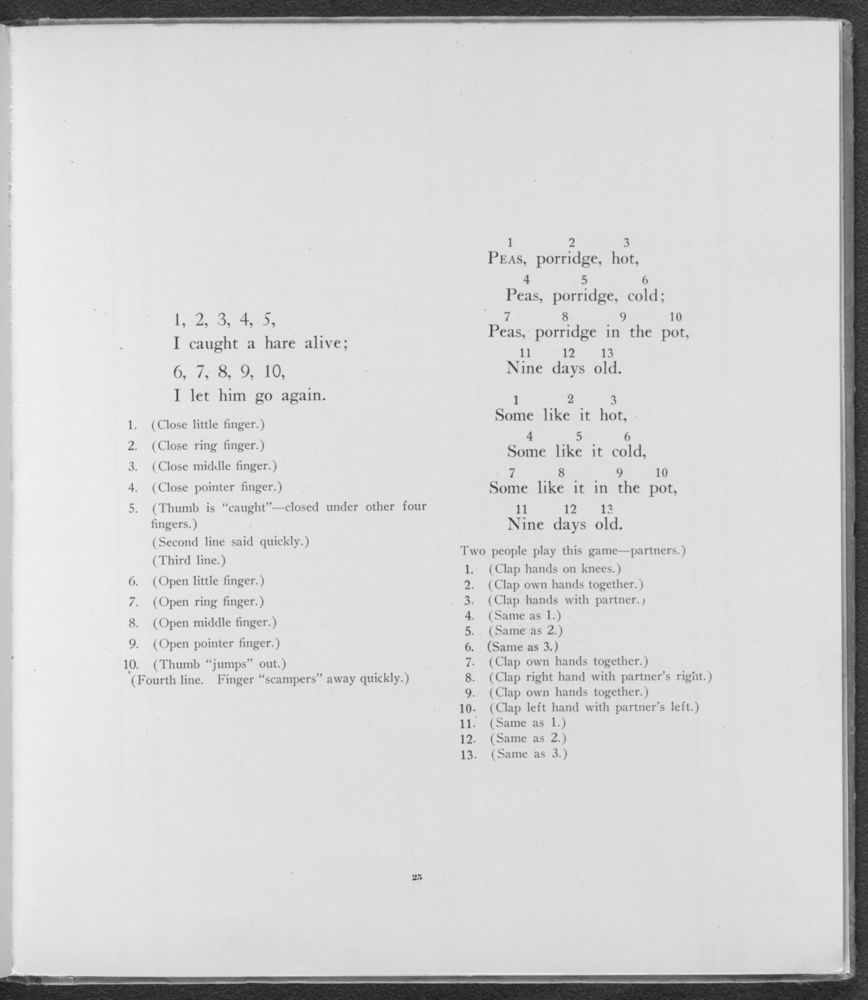 1, 2, 3, 4, 5,
I caught a hare alive;
6, 7, 8, 9, 10,
I let him go again.
1. (Close little finger.)
2. (Close ring finger.)
3. (Close middle finger.)
4. (Close pointer finger.)
5. (Thumb is "caught"—closed under other four
fingers.)
(Second line said quickly.)
(Third line.)
6. (Open little finger.)
7. (Open ring finger.)
8. (Open middle finger.)
9. (Open pointer finger.)
10. (Thumb "jumps" out.)
(Fourth line. Finger "scampers" away quickly.)
1 2 3
PEAS, porridge, hot,
4 5 6
Peas, porridge, cold;
7 8 9 10
Peas, porridge in the pot,
11 12 13
Nine days old.
1 2 3
Some like it hot,
4 5 6
Some like it cold,
7 8 9 10
Some like it in the pot,
11 12 13
Nine days old.
Two people play this game—partners.)
1. (Clap hands on knees.)
2. (Clap own hands together.)
3. (Clap hands with partner.)
4. (Same as 1.)
5. (Same as 2.)
6. (Same as 3.)
7. (Clap own hands together.)
8. (Clap right hand with partner's right.)
9. (Clap own hands together.)
10. (Clap left hand with partner's left.)
11. (Same as 1.)
12. (Same as 2.)
13. (Same as 3.)
25